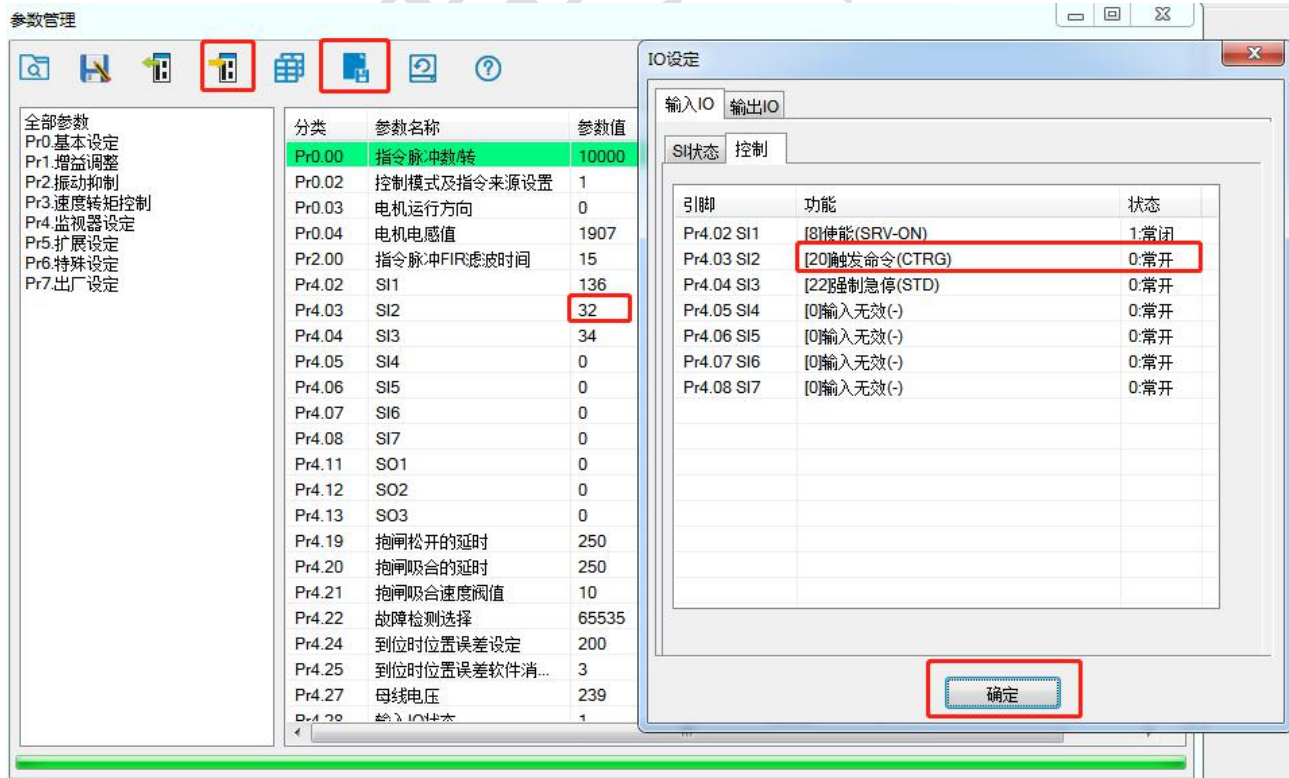 参数管理
全部参数
Pr0.基本设定
Pr1.增益调整
Pr2.振动抑制
Pr3.速度转矩控制
Pr4.监视器设定
Pr5.扩展设定
Pr6.特殊设定
Pr7.出厂设定
分类 参数名称 参数值
Pr0.00 指令脉冲数/转 10000
Pr0.02 控制模式及指令来源设置 1
Pr0.03 电机运行方向 0
Pr0.04 电机电感值 1907
Pr2.00 指令脉冲FIR滤波时间 15
Pr4.02 SI1 136
Pr4.03 SI2 32
Pr4.04 SI3 34
Pr4.05 SI4 0
Pr4.06 SI5 0
Pr4.07 SI6 0
Pr4.08 SI7 0
Pr4.11 SO1 0
Pr4.12 SO2 0
Pr4.13 SO3 0
Pr4.19 抱闸松开的延时 250
Pr4.20 抱闸吸合的延时 250
Pr4.21 抱闸吸合速度阀值 10
Pr4.22 故障检测选择 65535
Pr4.24 到位时位置误差设定 200
Pr4.25 到位时位置误差软件消... 3
Pr4.27 母线电压 239
Pr4.28 输入IO状态 1
IO设定
输入IO 输出IO
SI状态 控制
引脚 功能 状态
Pr4.02 SI1 [8]使能(SRV-ON) 1:常闭
Pr4.03 SI2 [20]触发命令(CTRG) 0:常开
Pr4.04 SI3 [22]强制急停(STD) 0:常开
Pr4.05 SI4 [0]输入无效(-) 0:常开
Pr4.06 SI5 [0]输入无效(-) 0:常开
Pr4.07 SI6 [0]输入无效(-) 0:常开
Pr4.08 SI7 [0]输入无效(-) 0:常开
确定